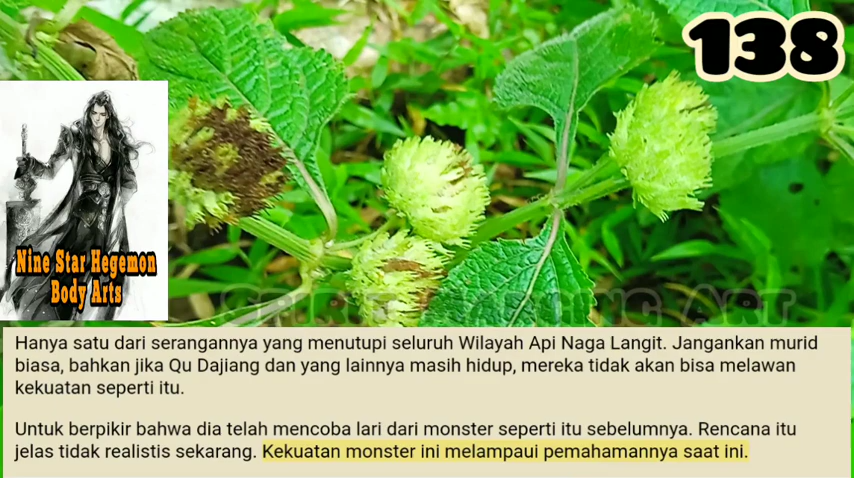 138
Nine Star Hegemon
Body Arts
Hanya satu dari serangannya yang menutupi seluruh Wilayah Api Naga Langit. Jangankan murid
biasa, bahkan jika Qu Dajiang dan yang lainnya masih hidup, mereka tidak akan bisa melawan
kekuatan seperti itu.
Untuk berpikir bahwa dia telah mencoba lari dari monster seperti itu sebelumnya. Rencana itu
jelas tidak realistis sekarang. Kekuatan monster ini melampaui pemahamannya saat ini.